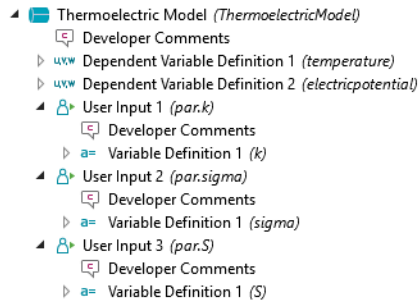 Thermoelectric Model (ThermoelectricModel)
c Developer Comments
u,v,w Dependent Variable Definition 1 (temperature)
u,v,w Dependent Variable Definition 2 (electricpotential)
User Input 1 (par.k)
c Developer Comments
a= Variable Definition 1 (k)
User Input 2 (par.sigma)
c Developer Comments
a= Variable Definition 1 (sigma)
User Input 3 (par.S)
c Developer Comments
a= Variable Definition 1 (S)